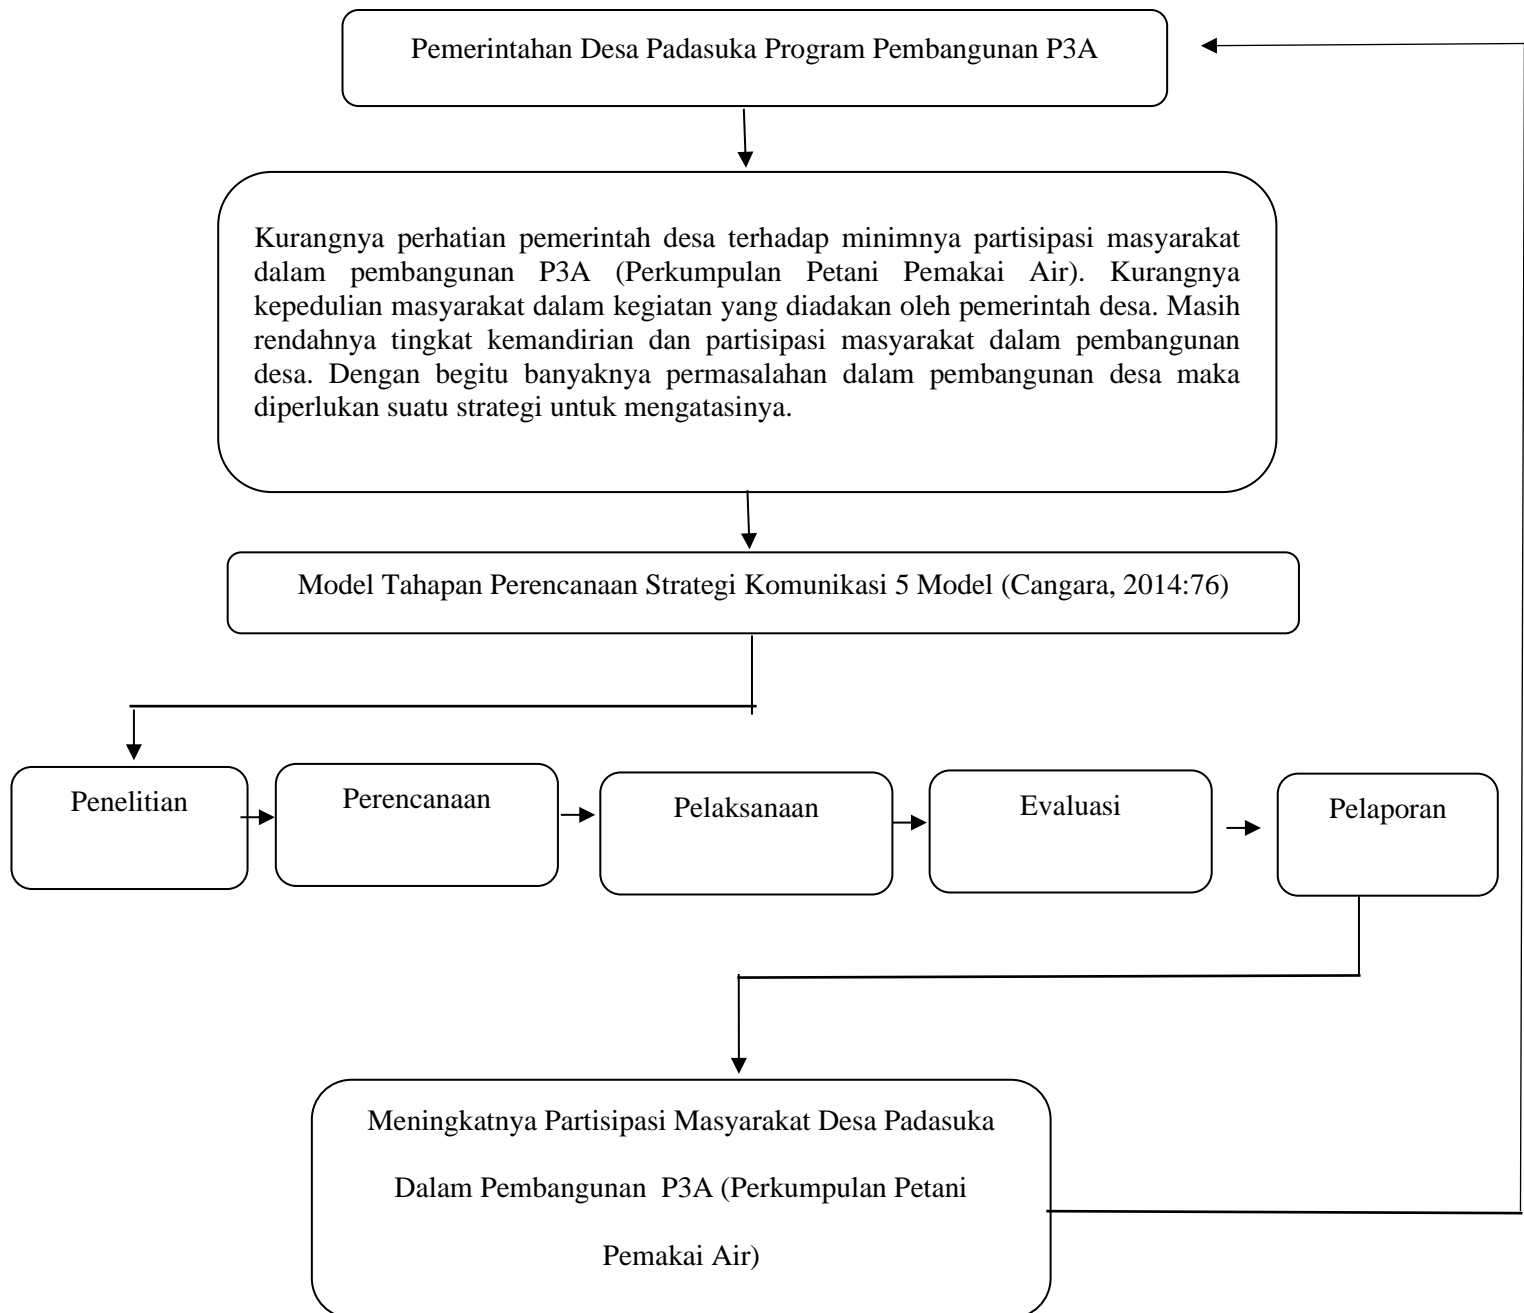 Pemerintahan Desa Padasuka Program Pembangunan P3A
Kurangnya perhatian pemerintah desa terhadap minimnya partisipasi masyarakat
dalam pembangunan P3A (Perkumpulan Petani Pemakai Air). Kurangnya
kepedulian masyarakat dalam kegiatan yang diadakan oleh pemerintah desa. Masih
rendahnya tingkat kemandirian dan partisipasi masyarakat dalam pembangunan
desa. Dengan begitu banyaknya permasalahan dalam pembangunan desa maka
diperlukan suatu strategi untuk mengatasinya.
Model Tahapan Perencanaan Strategi Komunikasi 5 Model (Cangara, 2014:76)
Penelitian
Perencanaan
Pelaksanaan
Evaluasi
Pelaporan
Meningkatnya Partisipasi Masyarakat Desa Padasuka
Dalam Pembangunan P3A (Perkumpulan Petani
Pemakai Air)